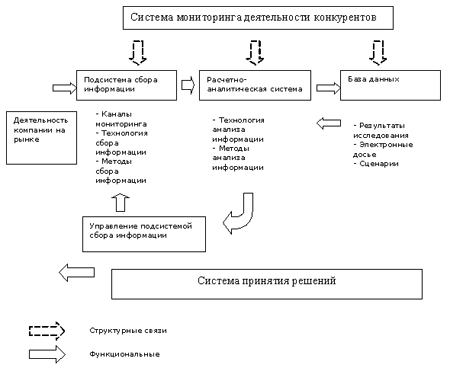 Система мониторинга деятельности конкурентов
Подсистема сбора
информации
Расчетно-
аналитическая система
База данных
Деятельность
компании на
рынке
- Каналы
мониторинга
- Технология
сбора
информации
- Методы
сбора
информации
- Технология
анализа
информации
- Методы
анализа
информации
- Результаты
исследования
- Электронные
досье
- Сценарии
Управление подсистемой
сбора информации
Система принятия решений
Структурные связи
Функциональные